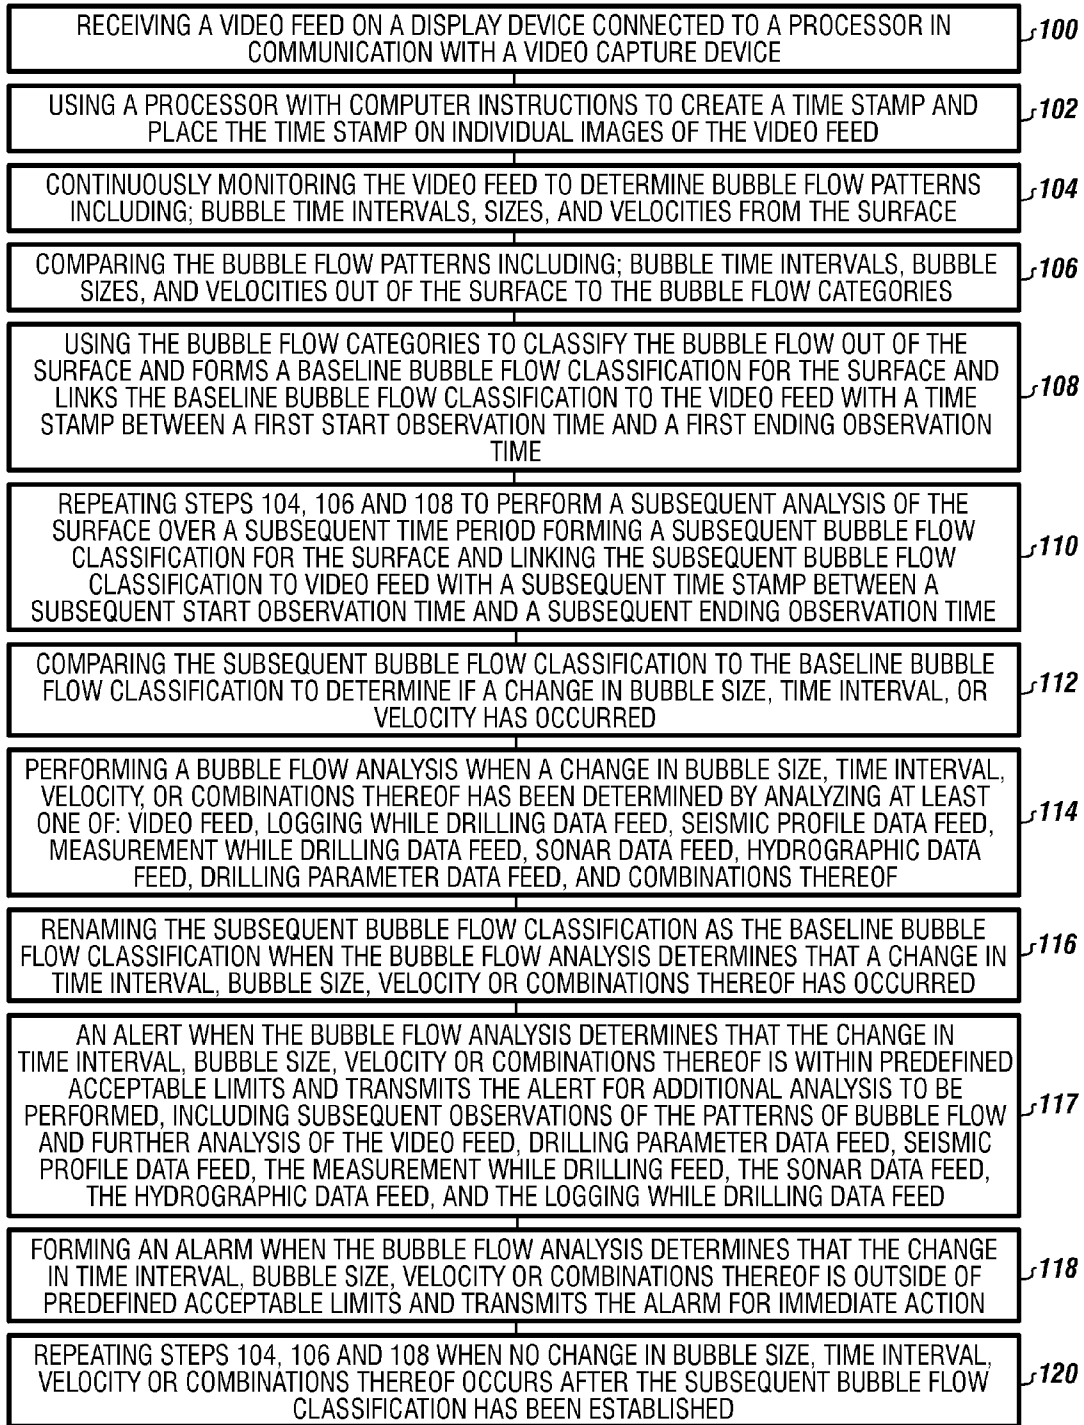 RECEIVING A VIDEO FEED ON A DISPLAY DEVICE CONNECTED TO A PROCESSOR IN
COMMUNICATION WITH A VIDEO CAPTURE DEVICE
100
USING A PROCESSOR WITH COMPUTER INSTRUCTIONS TO CREATE A TIME STAMP AND
PLACE THE TIME STAMP ON INDIVIDUAL IMAGES OF THE VIDEO FEED
102
CONTINUOUSLY MONITORING THE VIDEO FEED TO DETERMINE BUBBLE FLOW PATTERNS
INCLUDING; BUBBLE TIME INTERVALS, SIZES, AND VELOCITIES FROM THE SURFACE
104
COMPARING THE BUBBLE FLOW PATTERNS INCLUDING; BUBBLE TIME INTERVALS, BUBBLE
SIZES, AND VELOCITIES OUT OF THE SURFACE TO THE BUBBLE FLOW CATEGORIES
106
USING THE BUBBLE FLOW CATEGORIES TO CLASSIFY THE BUBBLE FLOW OUT OF THE
SURFACE AND FORMS A BASELINE BUBBLE FLOW CLASSIFICATION FOR THE SURFACE AND
LINKS THE BASELINE BUBBLE FLOW CLASSIFICATION TO THE VIDEO FEED WITH A TIME
STAMP BETWEEN A FIRST START OBSERVATION TIME AND A FIRST ENDING OBSERVATION
TIME
108
REPEATING STEPS 104, 106 AND 108 TO PERFORM A SUBSEQUENT ANALYSIS OF THE
SURFACE OVER A SUBSEQUENT TIME PERIOD FORMING A SUBSEQUENT BUBBLE FLOW
CLASSIFICATION FOR THE SURFACE AND LINKING THE SUBSEQUENT BUBBLE FLOW
CLASSIFICATION TO VIDEO FEED WITH A SUBSEQUENT TIME STAMP BETWEEN A
SUBSEQUENT START OBSERVATION TIME AND A SUBSEQUENT ENDING OBSERVATION TIME
110
COMPARING THE SUBSEQUENT BUBBLE FLOW CLASSIFICATION TO THE BASELINE BUBBLE
FLOW CLASSIFICATION TO DETERMINE IF A CHANGE IN BUBBLE SIZE, TIME INTERVAL, OR
VELOCITY HAS OCCURRED
112
PERFORMING A BUBBLE FLOW ANALYSIS WHEN A CHANGE IN BUBBLE SIZE, TIME INTERVAL,
VELOCITY, OR COMBINATIONS THEREOF HAS BEEN DETERMINED BY ANALYZING AT LEAST
ONE OF: VIDEO FEED, LOGGING WHILE DRILLING DATA FEED, SEISMIC PROFILE DATA FEED,
MEASUREMENT WHILE DRILLING DATA FEED, SONAR DATA FEED, HYDROGRAPHIC DATA
FEED, DRILLING PARAMETER DATA FEED, AND COMBINATIONS THEREOF
114
RENAMING THE SUBSEQUENT BUBBLE FLOW CLASSIFICATION AS THE BASELINE BUBBLE
FLOW CLASSIFICATION WHEN THE BUBBLE FLOW ANALYSIS DETERMINES THAT A CHANGE IN
TIME INTERVAL, BUBBLE SIZE, VELOCITY OR COMBINATIONS THEREOF HAS OCCURRED
116
AN ALERT WHEN THE BUBBLE FLOW ANALYSIS DETERMINES THAT THE CHANGE IN
TIME INTERVAL, BUBBLE SIZE, VELOCITY OR COMBINATIONS THEREOF IS WITHIN PREDEFINED
ACCEPTABLE LIMITS AND TRANSMITS THE ALERT FOR ADDITIONAL ANALYSIS TO BE
PERFORMED, INCLUDING SUBSEQUENT OBSERVATIONS OF THE PATTERNS OF BUBBLE FLOW
AND FURTHER ANALYSIS OF THE VIDEO FEED, DRILLING PARAMETER DATA FEED, SEISMIC
PROFILE DATA FEED, THE MEASUREMENT WHILE DRILLING FEED, THE SONAR DATA FEED,
THE HYDROGRAPHIC DATA FEED, AND THE LOGGING WHILE DRILLING DATA FEED
117
FORMING AN ALARM WHEN THE BUBBLE FLOW ANALYSIS DETERMINES THAT THE CHANGE
IN TIME INTERVAL, BUBBLE SIZE, VELOCITY OR COMBINATIONS THEREOF IS OUTSIDE OF
PREDEFINED ACCEPTABLE LIMITS AND TRANSMITS THE ALARM FOR IMMEDIATE ACTION
118
REPEATING STEPS 104, 106 AND 108 WHEN NO CHANGE IN BUBBLE SIZE, TIME INTERVAL,
VELOCITY OR COMBINATIONS THEREOF OCCURS AFTER THE SUBSEQUENT BUBBLE FLOW
CLASSIFICATION HAS BEEN ESTABLISHED
120